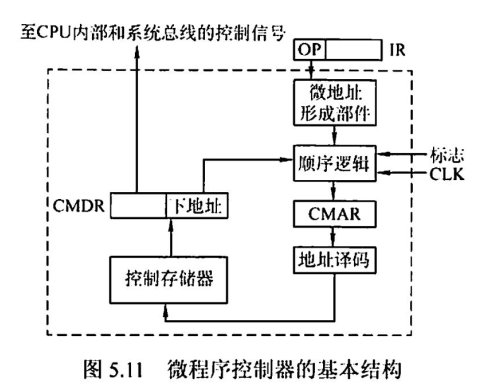 至CPU内部和系统总线的控制信号
OP
IR
微地址
形成部件
顺序逻辑
标志
CLK
CMDR
下地址
CMAR
地址译码
控制存储器
图 5.11 微程序控制器的基本结构